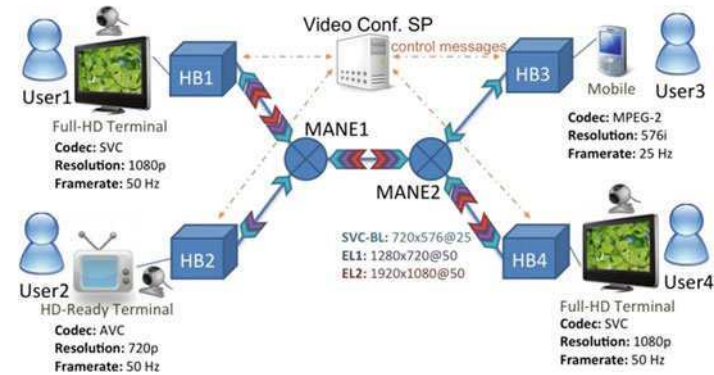 Video Conf. SP
control messages
HB1
User1
Full-HD Terminal
Codec: SVC
Resolution: 1080p
Framerate: 50 Hz
HB3
Mobile
User3
Codec: MPEG-2
Resolution: 576i
Framerate: 25 Hz
MANE1
MANE2
HB2
User2
HD-Ready Terminal
Codec: AVC
Resolution: 720p
Framerate: 50 Hz
SVC-BL: 720x576@25
EL1: 1280x720@50
EL2: 1920x1080@50
HB4
User4
Full-HD Terminal
Codec: SVC
Resolution: 1080p
Framerate: 50 Hz